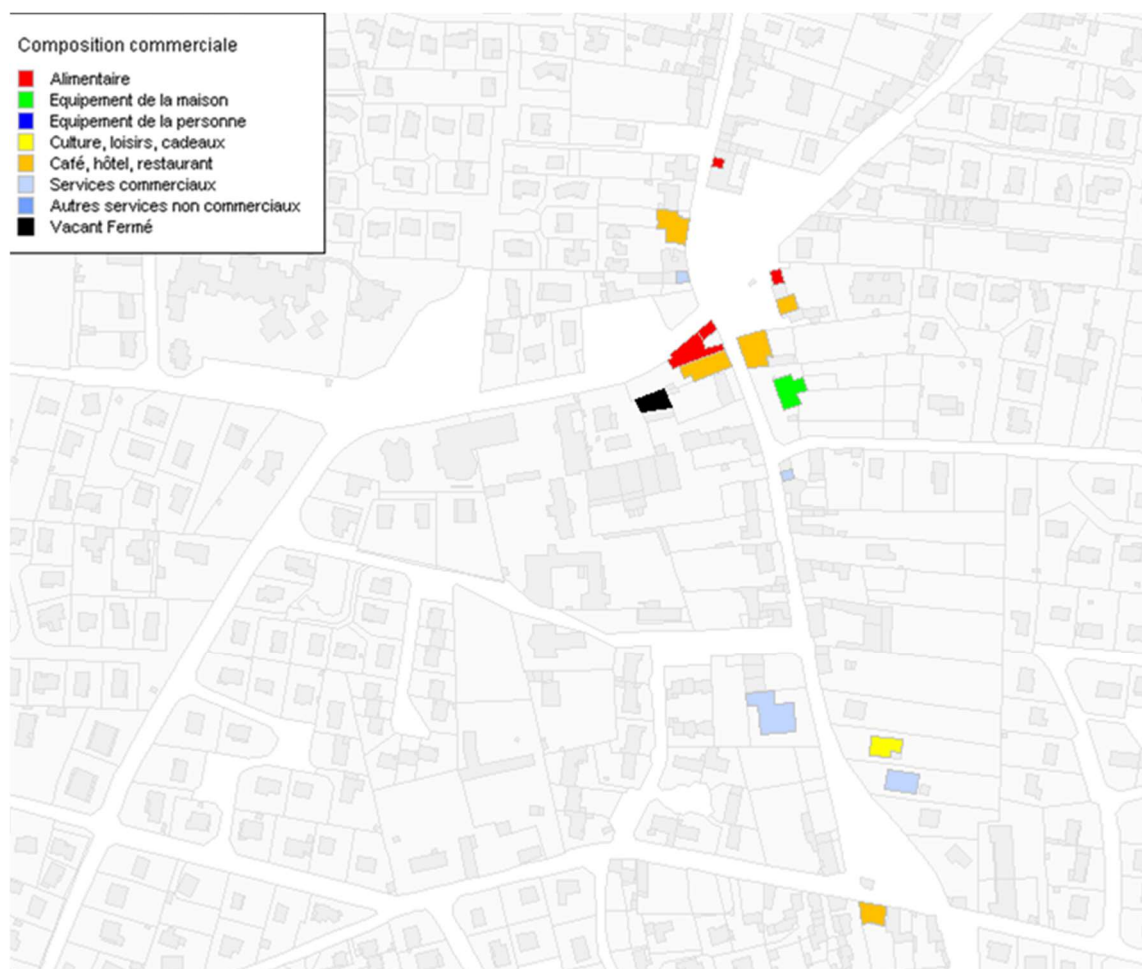 Composition commerciale
Alimentaire
Equipement de la maison
Equipement de la personne
Culture, loisirs, cadeaux
Café, hôtel, restaurant
Services commerciaux
Autres services non commerciaux
Vacant Fermé